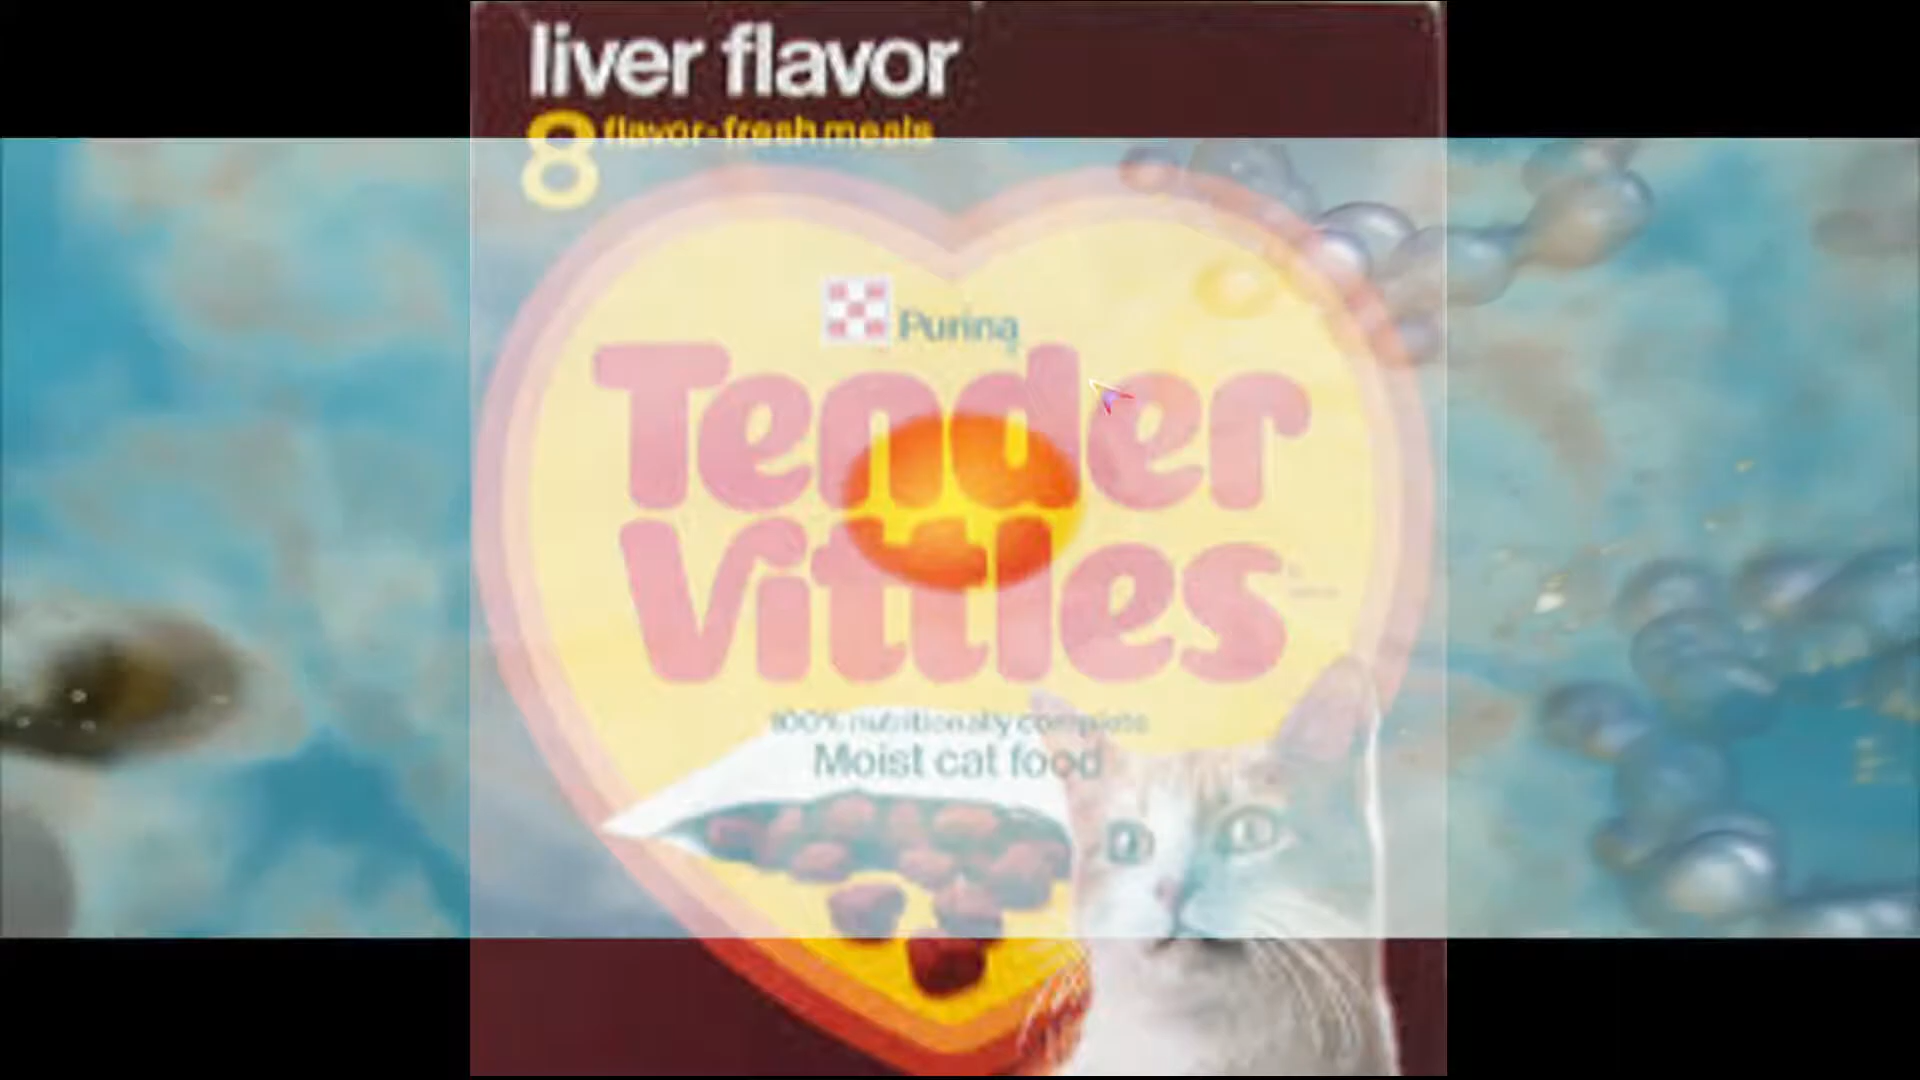 liver flavor
8 flavor-fresh meals
Purina
Tender
Vittles
100% nutritionally complete
Moist cat food